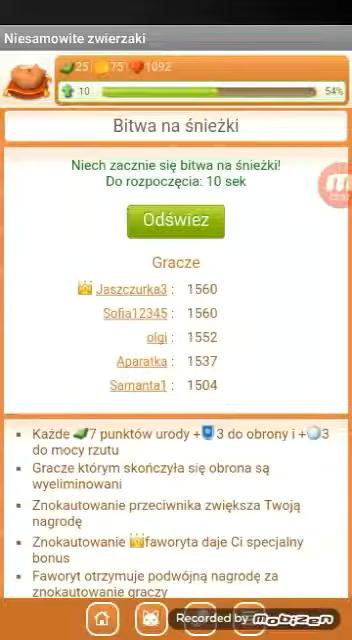 Niesamowite zwierzaki
25 75 1092
10 54%
Bitwa na śnieżki
Niech zacznie się bitwa na śnieżki!
Do rozpoczęcia: 10 sek
Odśwież
Gracze
Jaszczurka3 : 1560
Sofia12345 : 1560
olgi : 1552
Aparatka : 1537
Samanta1 : 1504
Każde 7 punktów urody + 3 do obrony i + 3
do mocy rzutu
Gracze którym skończyła się obrona są
wyeliminowani
Znokautowanie przeciwnika zwiększa Twoją
nagrodę
Znokautowanie faworyta daje Ci specjalny
bonus
Faworyt otrzymuje podwójną nagrodę za
znokautowanie graczy
Recorded by mobizen